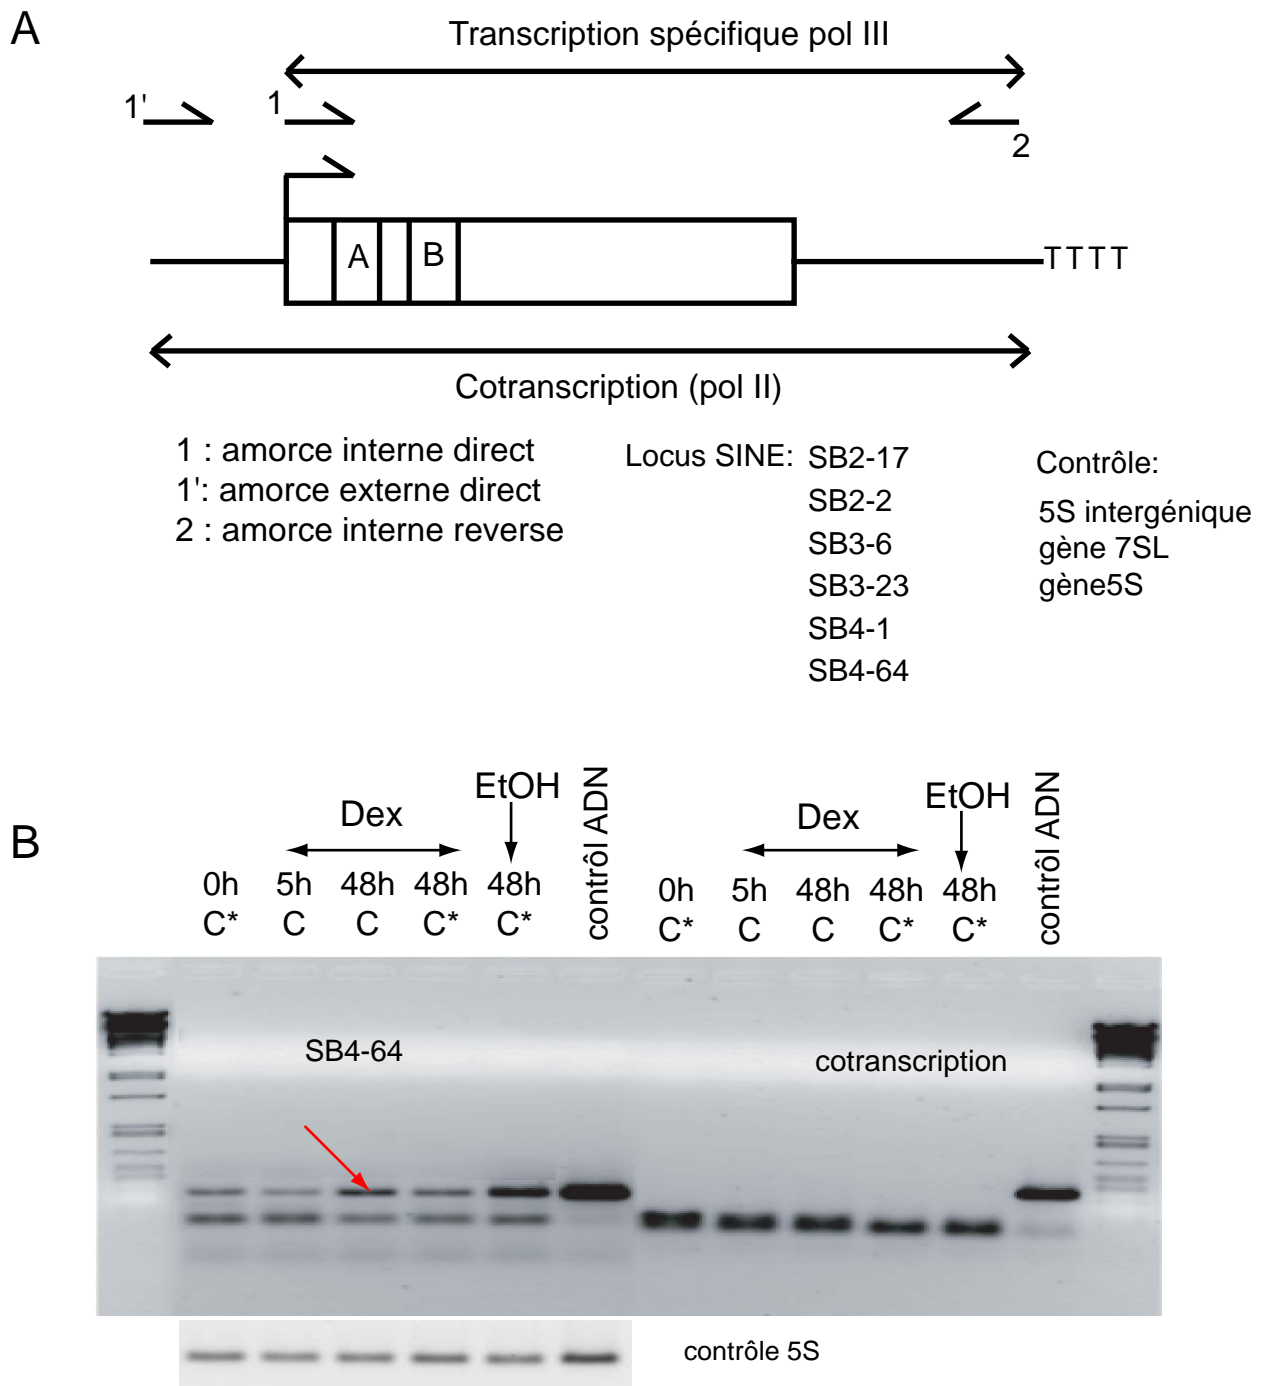 A
Transcription spécifique pol III
1'
1
2
A
B
TTTT
Cotranscription (pol II)
1 : amorce interne direct
1': amorce externe direct
2 : amorce interne reverse
Locus SINE: SB2-17
SB2-2
SB3-6
SB3-23
SB4-1
SB4-64
Contrôle:
5S intergénique
gène 7SL
gène5S
B
Dex
EtOH
contrôl ADN
Dex
EtOH
contrôl ADN
0h 5h 48h 48h 48h
C* C C C* C*
0h 5h 48h 48h 48h
C* C C C* C*
SB4-64
cotranscription
contrôle 5S